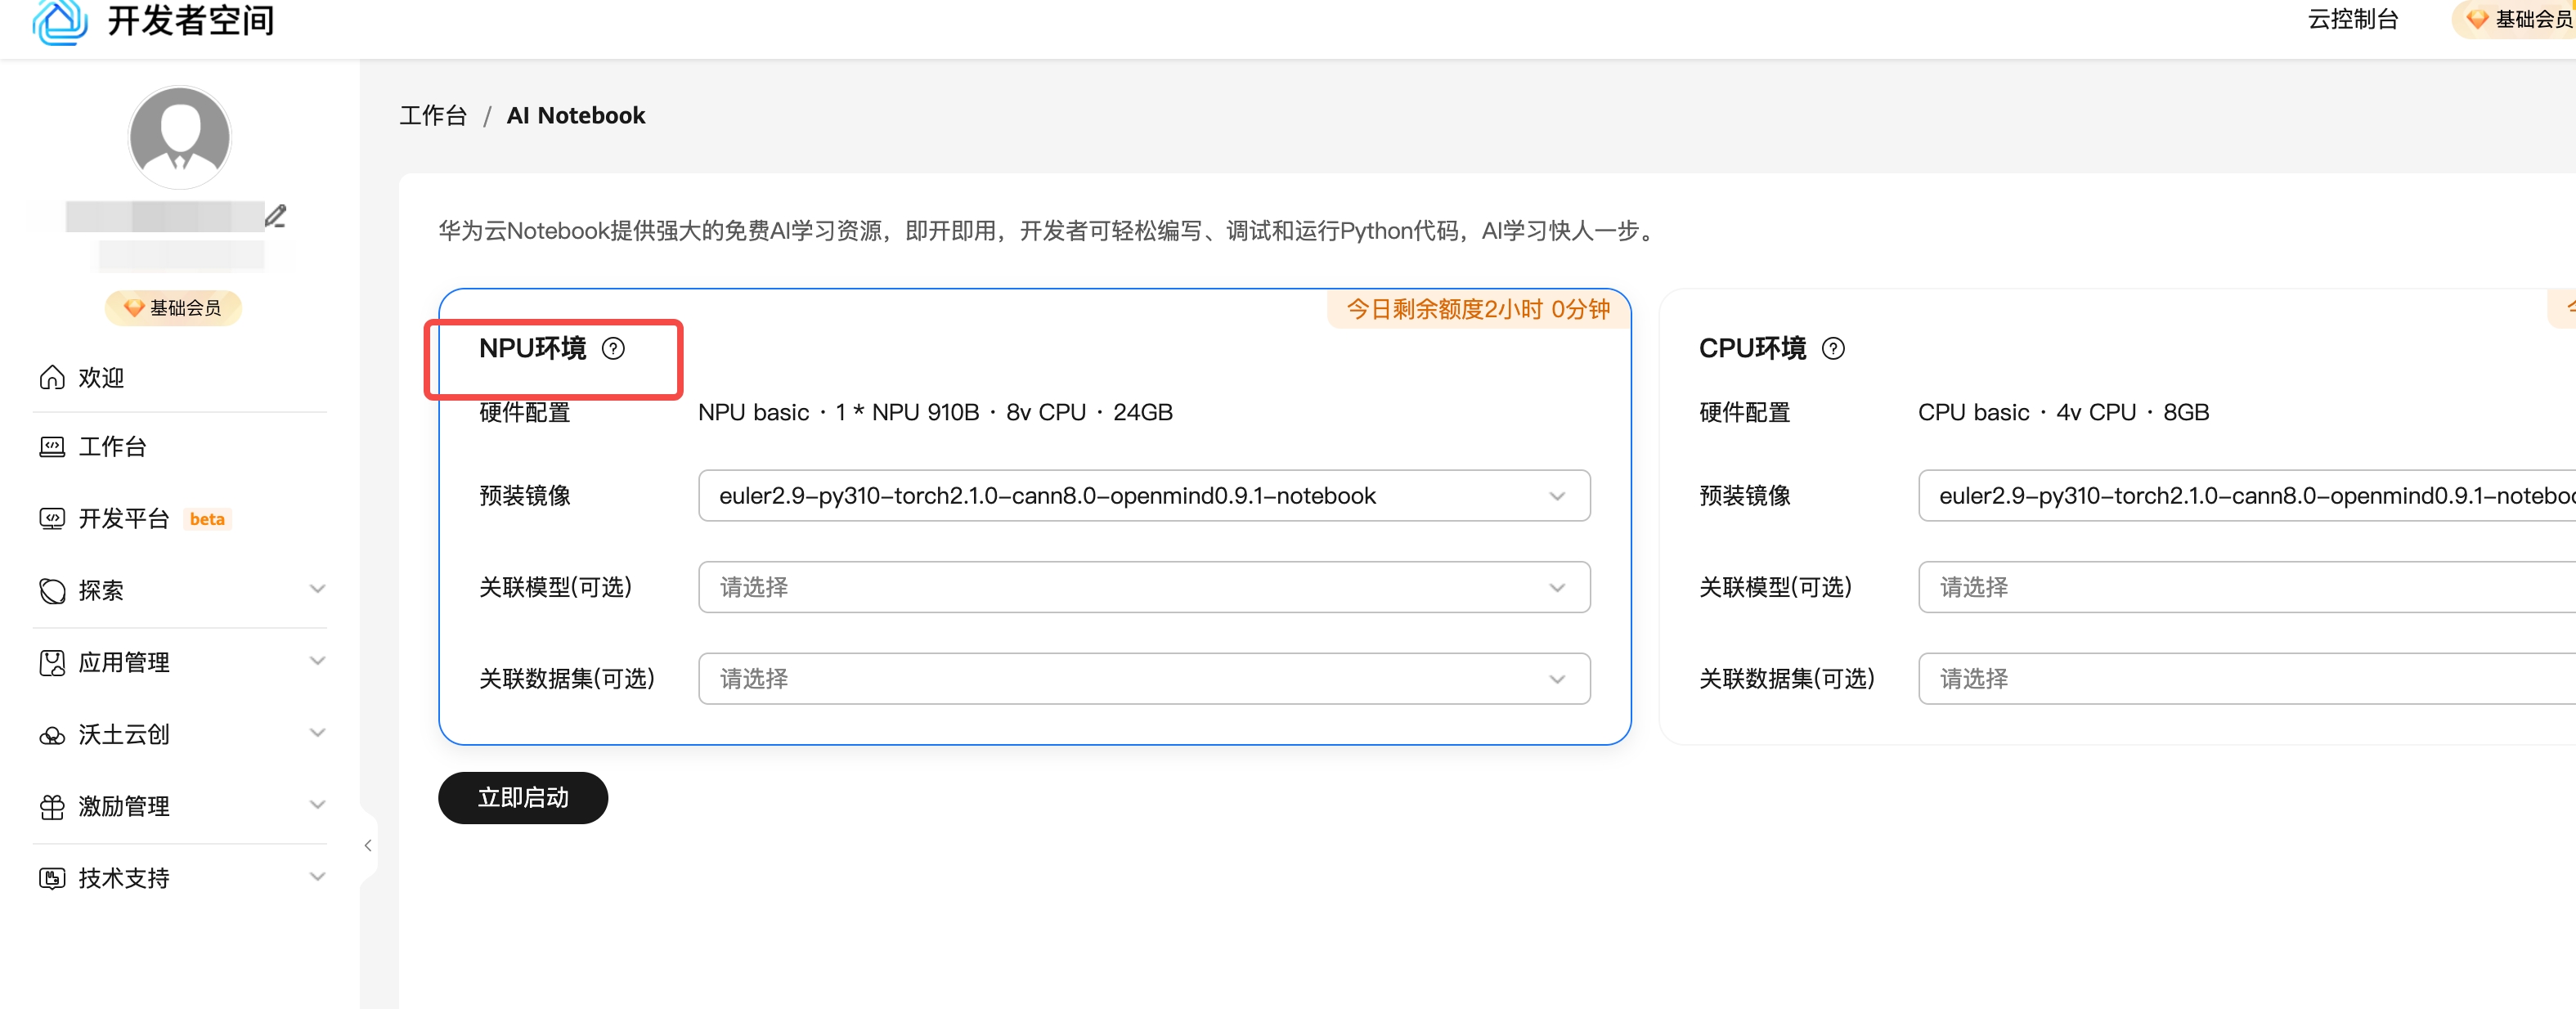 开发者空间
云控制台
基础会员
基础会员
欢迎
工作台
开发平台 beta
探索
应用管理
沃土云创
激励管理
技术支持
工作台 / AI Notebook
华为云Notebook提供强大的免费AI学习资源，即开即用，开发者可轻松编写、调试和运行Python代码，AI学习快人一步。
今日剩余额度2小时 0分钟
NPU环境
硬件配置 NPU basic · 1 * NPU 910B · 8v CPU · 24GB
预装镜像 euler2.9-py310-torch2.1.0-cann8.0-openmind0.9.1-notebook
关联模型(可选) 请选择
关联数据集(可选) 请选择
立即启动
CPU环境
硬件配置 CPU basic · 4v CPU · 8GB
预装镜像 euler2.9-py310-torch2.1.0-cann8.0-openmind0.9.1-noteboo
关联模型(可选) 请选择
关联数据集(可选) 请选择